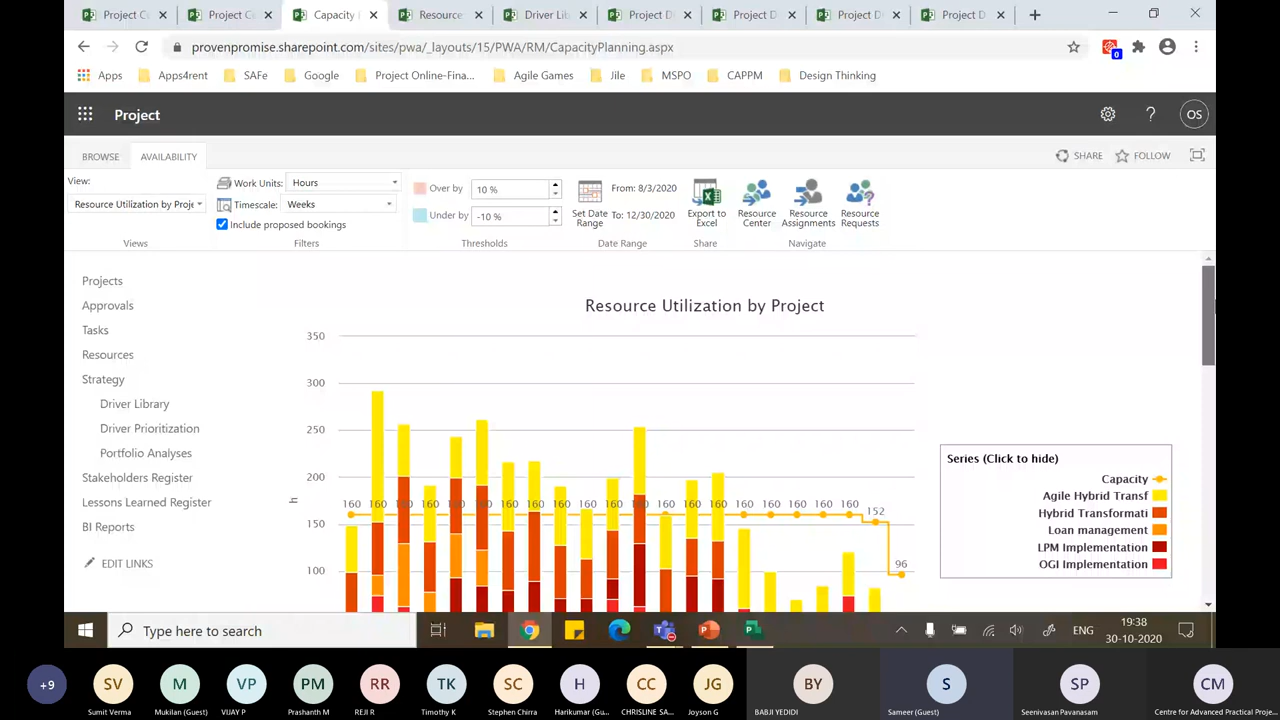 Project Ce
Project Ce
Capacity
Resource
Driver Lib
Project D
Project D
Project D
Project D
provenpromise.sharepoint.com/sites/pwa/_layouts/15/PWA/RM/CapacityPlanning.aspx
0
Apps
Apps4rent
SAFe
Google
Project Online-Fina...
Agile Games
Jile
MSPO
CAPPM
Design Thinking
Project
OS
BROWSE
AVAILABILITY
SHARE
FOLLOW
View:
Resource Utilization by Proje
Views
Work Units:
Hours
Timescale:
Weeks
Include proposed bookings
Filters
Over by
10 %
Under by
-10 %
Thresholds
Set Date
Range
From: 8/3/2020
To: 12/30/2020
Date Range
Export to
Excel
Share
Resource
Center
Resource
Assignments
Resource
Requests
Navigate
Projects
Approvals
Tasks
Resources
Strategy
Driver Library
Driver Prioritization
Portfolio Analyses
Stakeholders Register
Lessons Learned Register
BI Reports
EDIT LINKS
Resource Utilization by Project
350
300
250
200
150
100
h
160 160 160 160 160 160 160 160 160 160 160 160 160 160 160 160 160 160 160 160 152
96
Series (Click to hide)
Capacity
Agile Hybrid Transf
Hybrid Transformati
Loan management
LPM Implementation
OGI Implementation
Type here to search
ENG
19:38
30-10-2020
+9
SV
M
VP
PM
RR
TK
SC
H
CC
JG
BY
S
SP
CM
Sumit Verma
Mukilan (Guest)
VIJAY P
Prashanth M
REJI R
Timothy K
Stephen Chirra
Harikumar (Gu...
CHRISLINE SA...
Joyson G
BABJI YEDIDI
Sameer (Guest)
Seenivasan Pavanasam
Centre for Advanced Practical Proje...